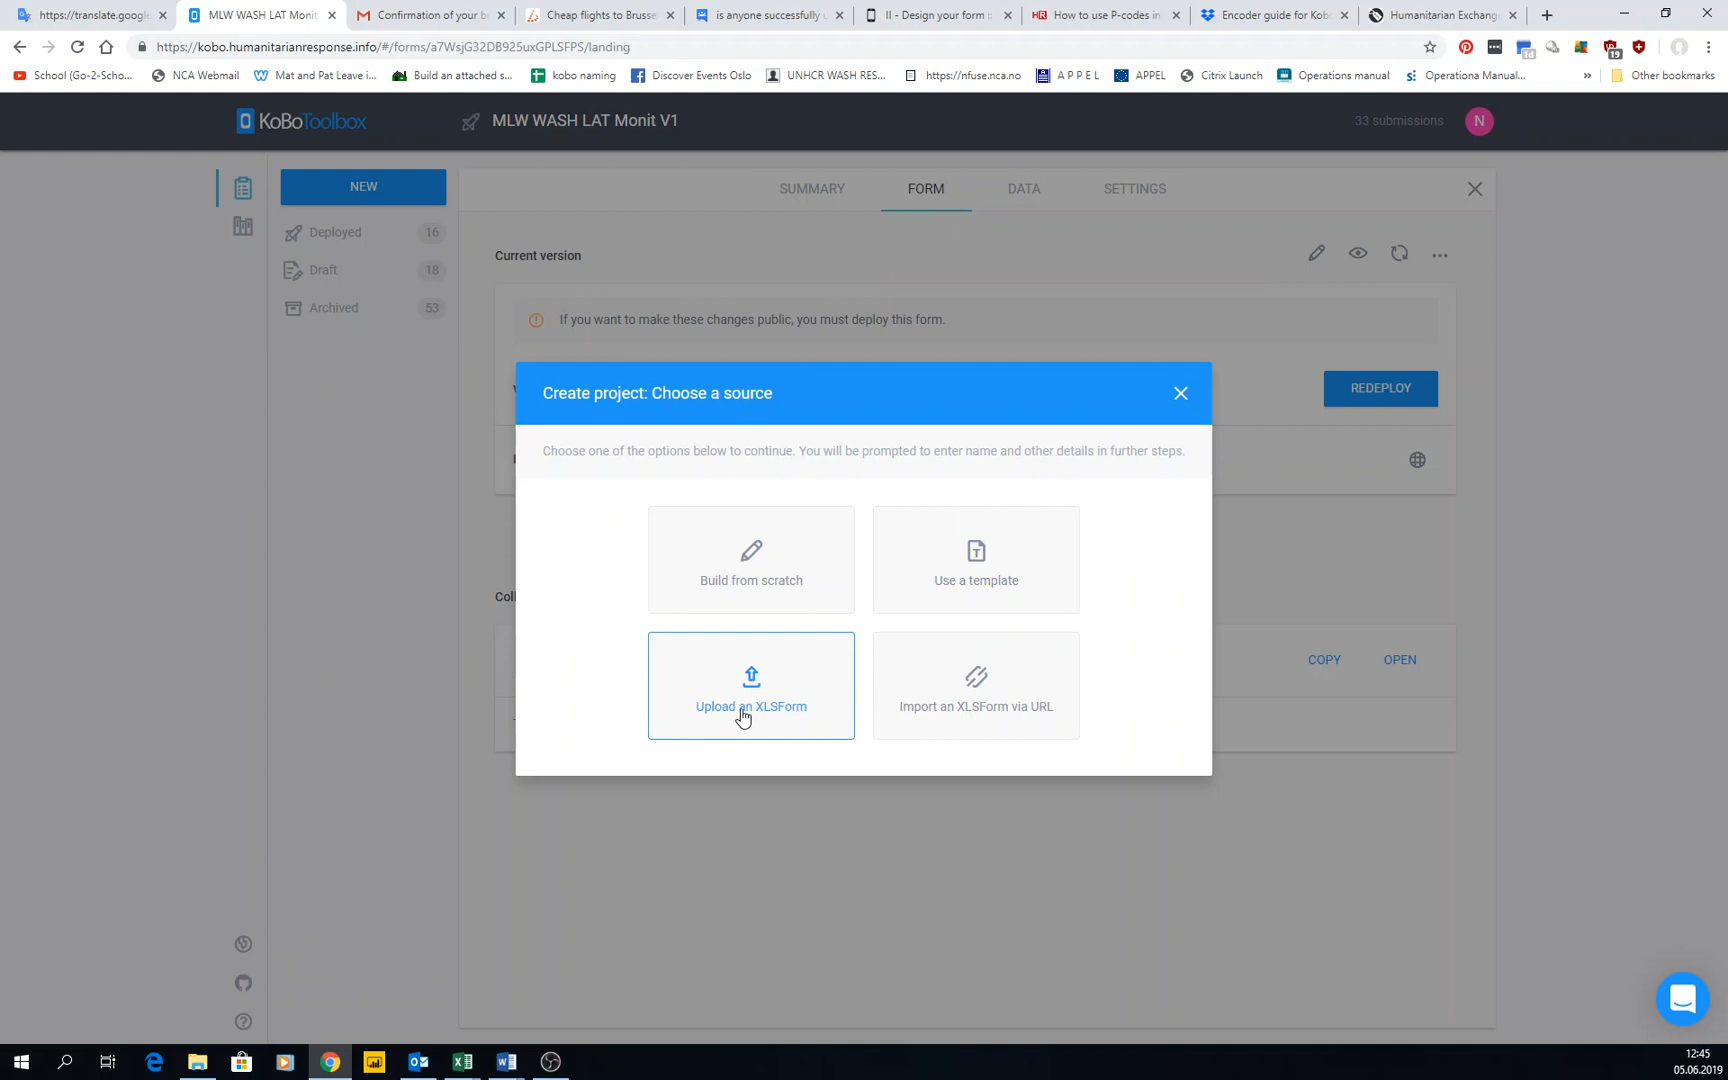 https://translate.google.
MLW WASH LAT Monit
Confirmation of your b
Cheap flights to Brusse
is anyone successfully u
II - Design your form
How to use P-codes in
Encoder guide for Kob
Humanitarian Exchang
https://kobo.humanitarianresponse.info/#/forms/a7WsjG32DB925uxGPLSFPS/landing
19
School (Go-2-Scho...
NCA Webmail
Mat and Pat Leave i...
Build an attached s...
kobo naming
Discover Events Oslo
UNHCR WASH RES...
https://nfuse.nca.no
A P P E L
APPEL
Citrix Launch
Operations manual
Operationa Manual...
»
Other bookmarks
KoBoToolbox
MLW WASH LAT Monit V1
33 submissions
N
NEW
SUMMARY
FORM
DATA
SETTINGS
Deployed
16
Draft
18
Archived
53
Current version
If you want to make these changes public, you must deploy this form.
REDEPLOY
Create project: Choose a source
Choose one of the options below to continue. You will be prompted to enter name and other details in further steps.
Build from scratch
Use a template
Upload an XLSForm
Import an XLSForm via URL
Coll
COPY
OPEN
12:45
05.06.2019